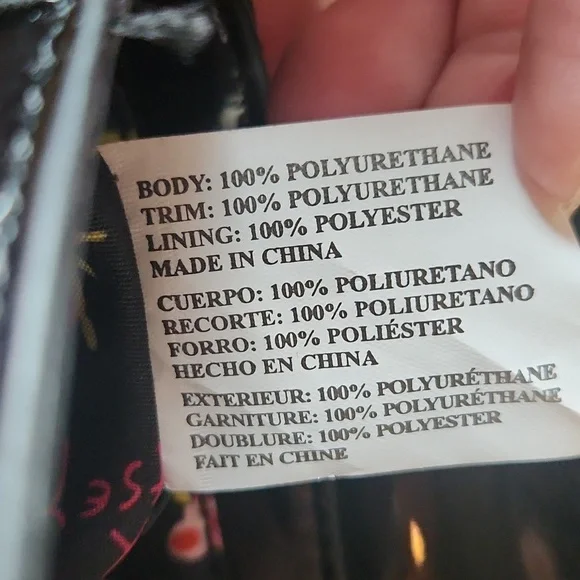 BODY: 100% POLYURETHANE
TRIM: 100% POLYURETHANE
LINING: 100% POLYESTER
MADE IN CHINA
CUERPO: 100% POLIURETANO
RECORTE: 100% POLIURETANO
FORRO: 100% POLIÉSTER
HECHO EN CHINA
EXTERIEUR: 100% POLYURÉTHANE
GARNITURE: 100% POLYURÉTHANE
DOUBLURE: 100% POLYESTER
FAIT EN CHINE